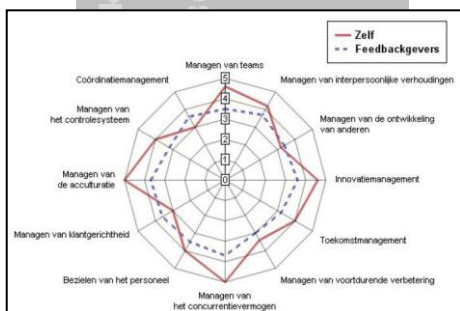 Zelf
Feedbackgevers
Managen van teams
Coördinatiemanagement
Managen van interpersoonlijke verhoudingen
Managen van
het controlesysteem
Managen van de ontwikkeling
van anderen
Managen van
de acculturatie
Innovatiemanagement
Managen van klantgerichtheid
Toekomstmanagement
Bezielen van het personeel
Managen van voortdurende verbetering
Managen van
het concurrentievermogen
5
4
3
2
1
0